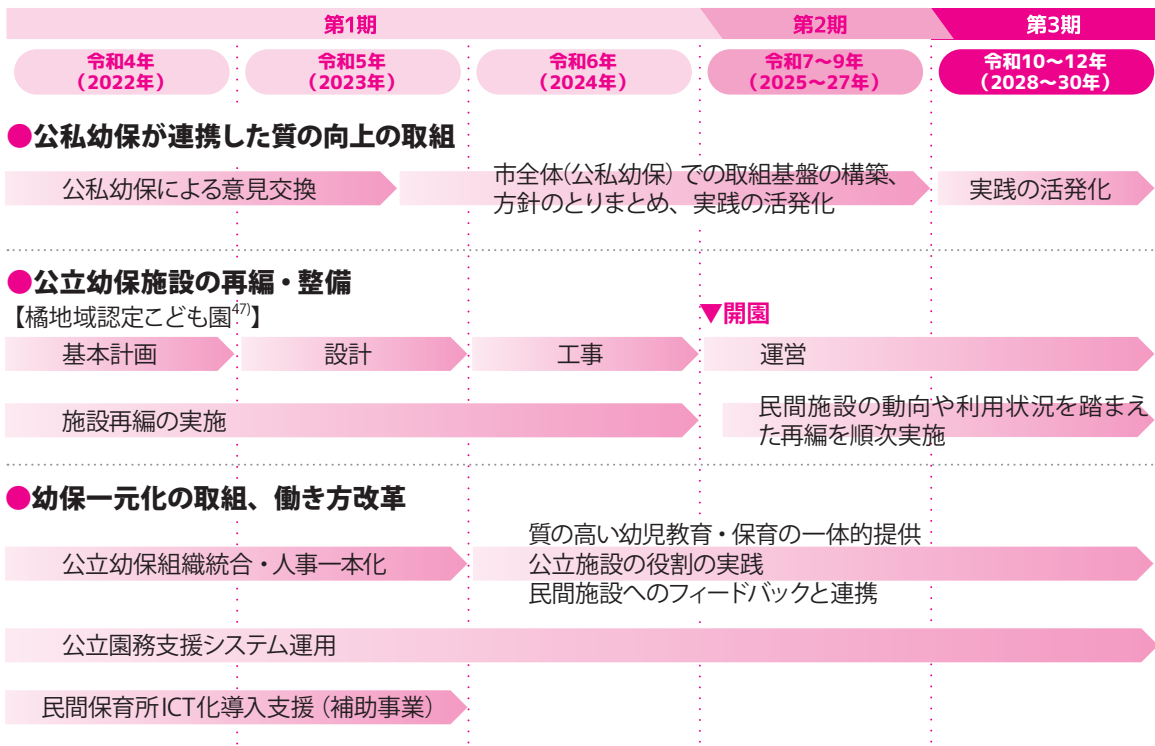 第1期
第2期
第3期
令和4年
（2022年）
令和5年
（2023年）
令和6年
（2024年）
令和7～9年
（2025～27年）
令和10～12年
（2028～30年）
●公私幼保が連携した質の向上の取組
公私幼保による意見交換
市全体(公私幼保）での取組基盤の構築、
方針のとりまとめ、実践の活発化
実践の活発化
●公立幼保施設の再編・整備
【橘地域認定こども園47)】
▼開園
基本計画
設計
工事
運営
施設再編の実施
民間施設の動向や利用状況を踏まえ
た再編を順次実施
●幼保一元化の取組、働き方改革
公立幼保組織統合・人事一本化
質の高い幼児教育・保育の一体的提供
公立施設の役割の実践
民間施設へのフィードバックと連携
公立園務支援システム運用
民間保育所ICT化導入支援（補助事業）